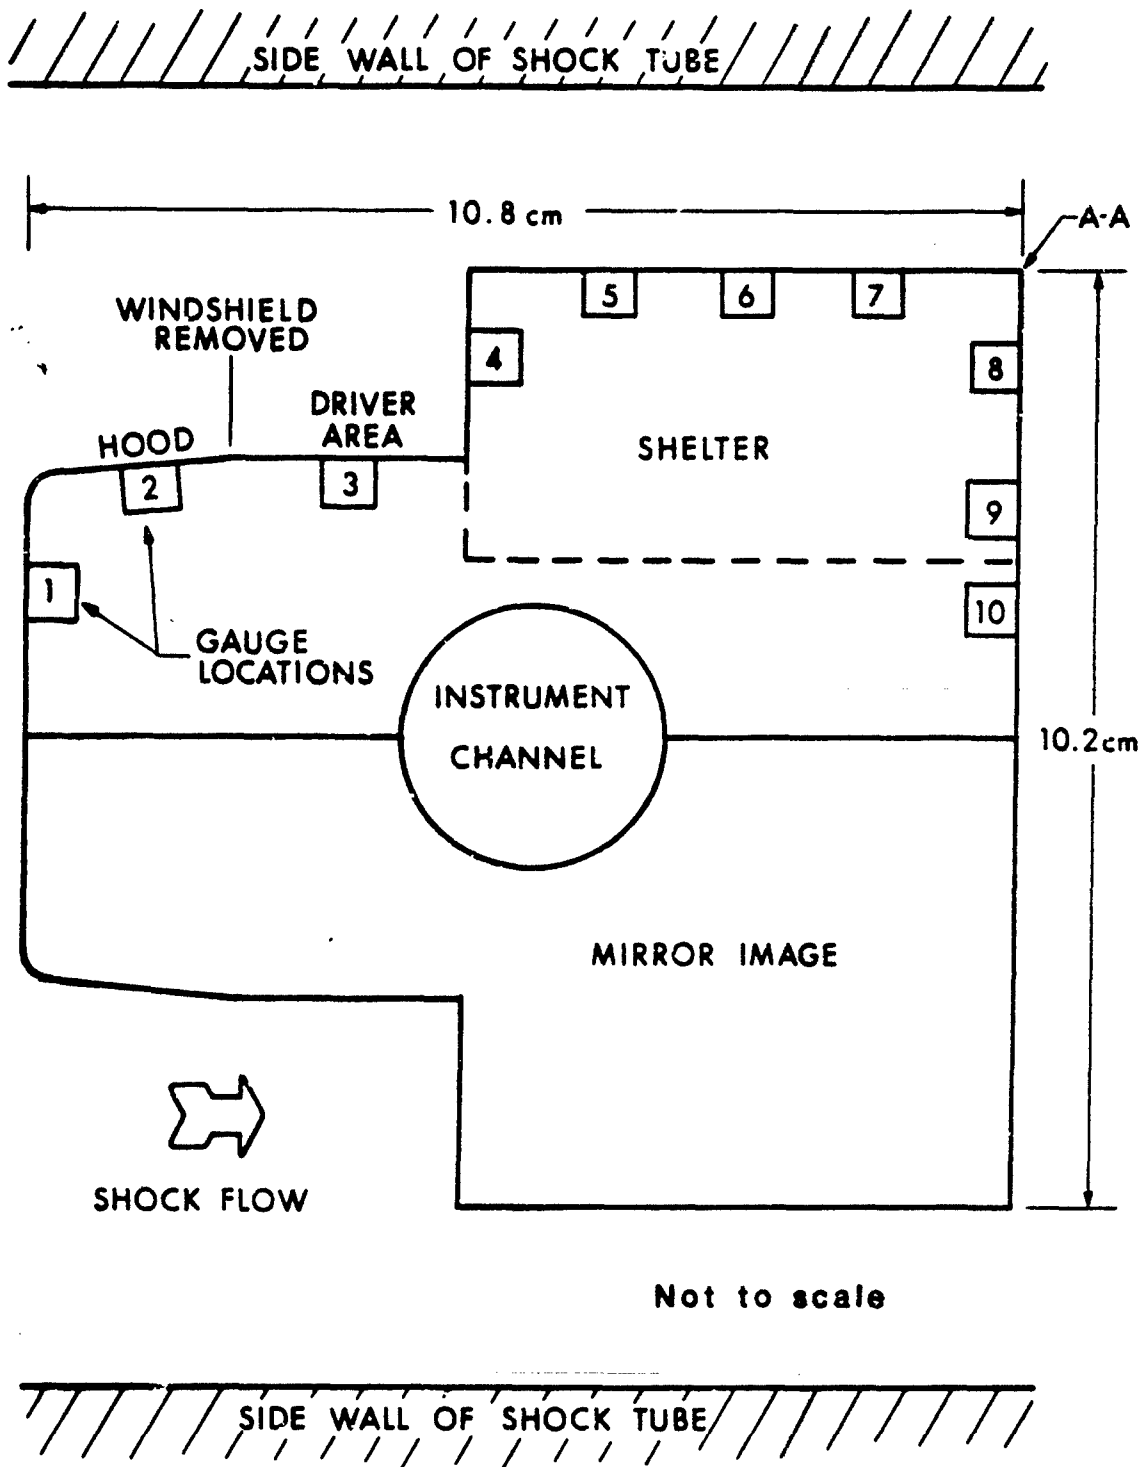 SIDE WALL OF SHOCK TUBE
10.8 cm
A-A
WINDSHIELD
REMOVED
5
6
7
4
8
DRIVER
AREA
HOOD
SHELTER
2
3
9
1
10
GAUGE
LOCATIONS
INSTRUMENT
CHANNEL
10.2 cm
MIRROR IMAGE
SHOCK FLOW
Not to scale
SIDE WALL OF SHOCK TUBE